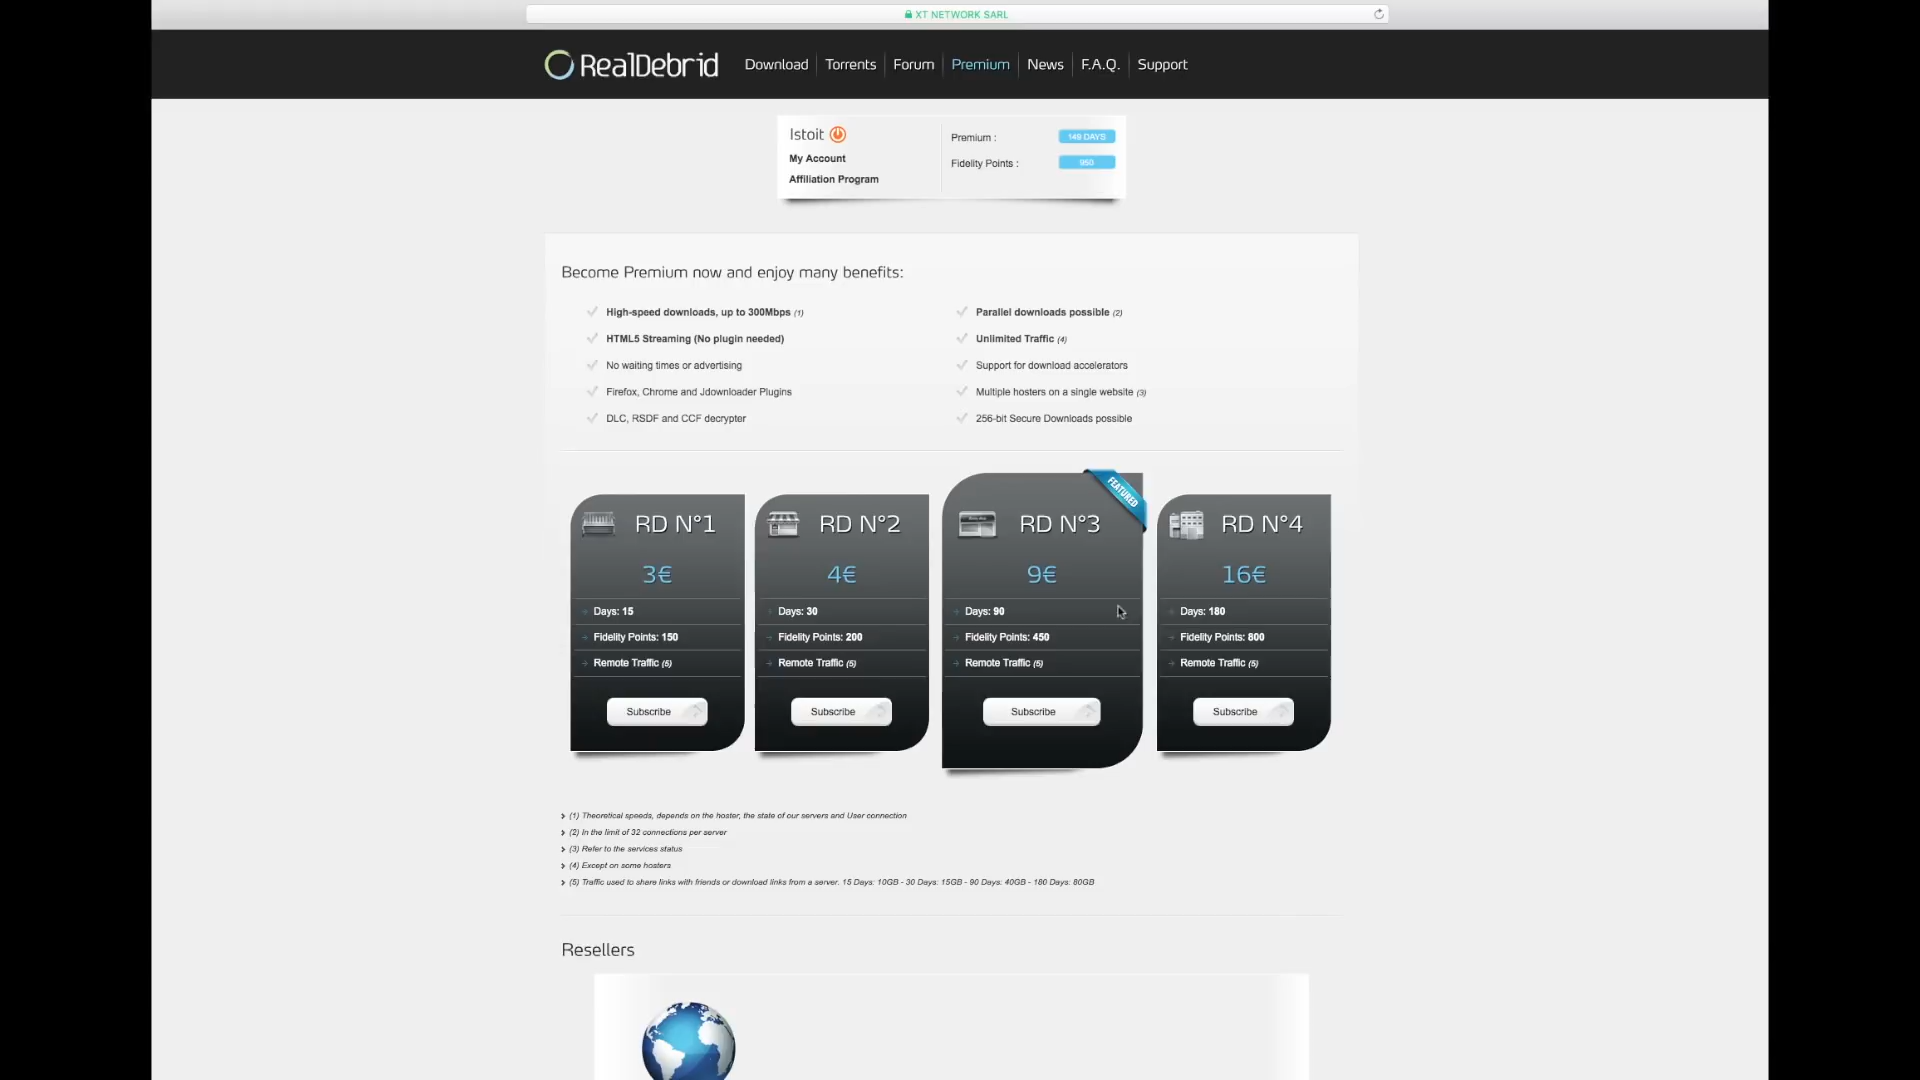 XT NETWORK SARL
RealDebrid
Download Torrents Forum Premium News F.A.Q. Support
Istoit
My Account
Affiliation Program
Premium : 149 DAYS
Fidelity Points : 950
Become Premium now and enjoy many benefits:
High-speed downloads, up to 300Mbps (1)
HTML5 Streaming (No plugin needed)
No waiting times or advertising
Firefox, Chrome and Jdownloader Plugins
DLC, RSDF and CCF decrypter
Parallel downloads possible (2)
Unlimited Traffic (4)
Support for download accelerators
Multiple hosters on a single website (3)
256-bit Secure Downloads possible
RD N°1
3€
Days: 15
Fidelity Points: 150
Remote Traffic (5)
Subscribe
RD N°2
4€
Days: 30
Fidelity Points: 200
Remote Traffic (5)
Subscribe
FEATURED
RD N°3
9€
Days: 90
Fidelity Points: 450
Remote Traffic (5)
Subscribe
RD N°4
16€
Days: 180
Fidelity Points: 800
Remote Traffic (5)
Subscribe
(1) Theoretical speeds, depends on the hoster, the state of our servers and User connection
(2) In the limit of 32 connections per server
(3) Refer to the services status
(4) Except on some hosters
(5) Traffic used to share links with friends or download links from a server. 15 Days: 10GB - 30 Days: 15GB - 90 Days: 40GB - 180 Days: 80GB
Resellers